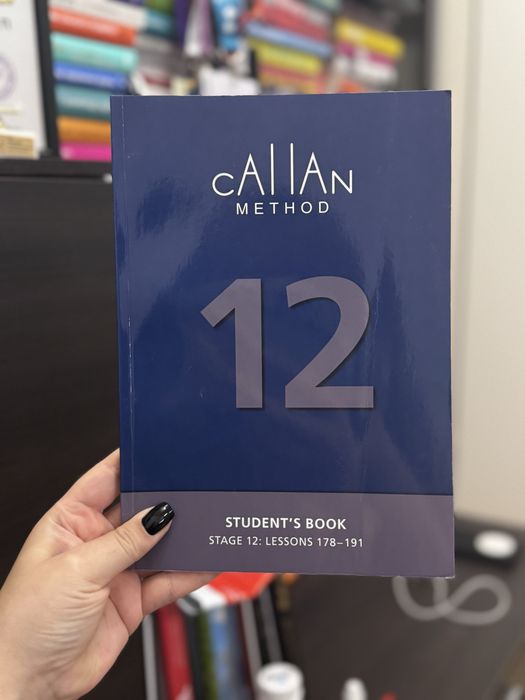 CALLAN
METHOD
12
STUDENT'S BOOK
STAGE 12: LESSONS 178–191